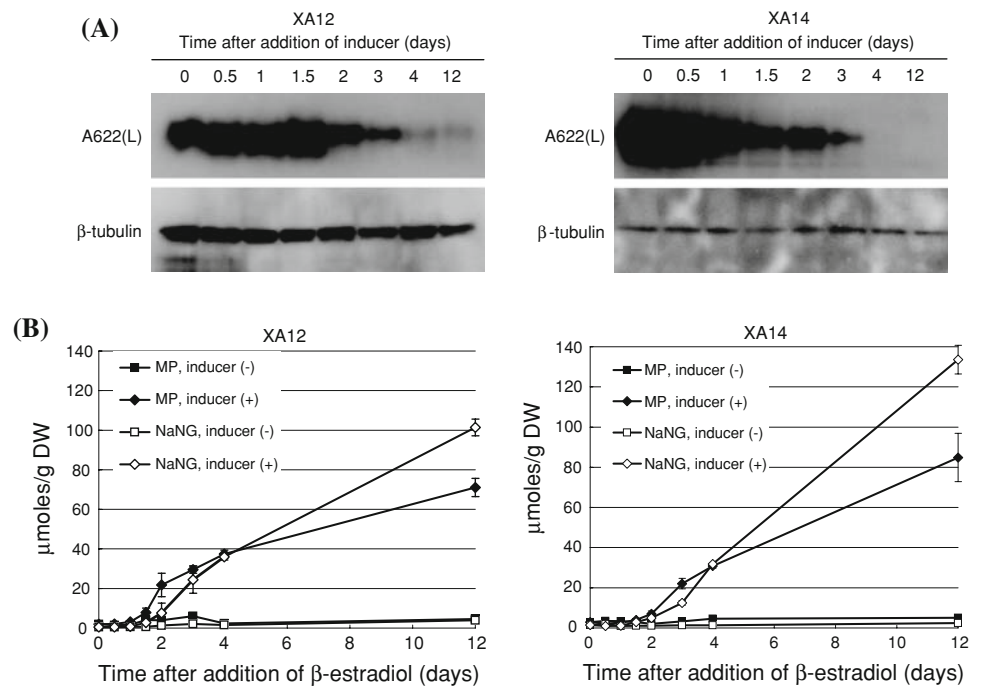 (A)
XA12
Time after addition of inducer (days)
0 0.5 1 1.5 2 3 4 12
A622(L)
β-tubulin
XA14
Time after addition of inducer (days)
0 0.5 1 1.5 2 3 4 12
A622(L)
β-tubulin
(B)
XA12
140
120
100
80
60
40
20
0
μmoles/g DW
MP, inducer (-)
MP, inducer (+)
NaNG, inducer (-)
NaNG, inducer (+)
0 2 4 6 8 10 12
Time after addition of β-estradiol (days)
XA14
140
120
100
80
60
40
20
0
μmoles/g DW
MP, inducer (-)
MP, inducer (+)
NaNG, inducer (-)
NaNG, inducer (+)
0 2 4 6 8 10 12
Time after addition of β-estradiol (days)